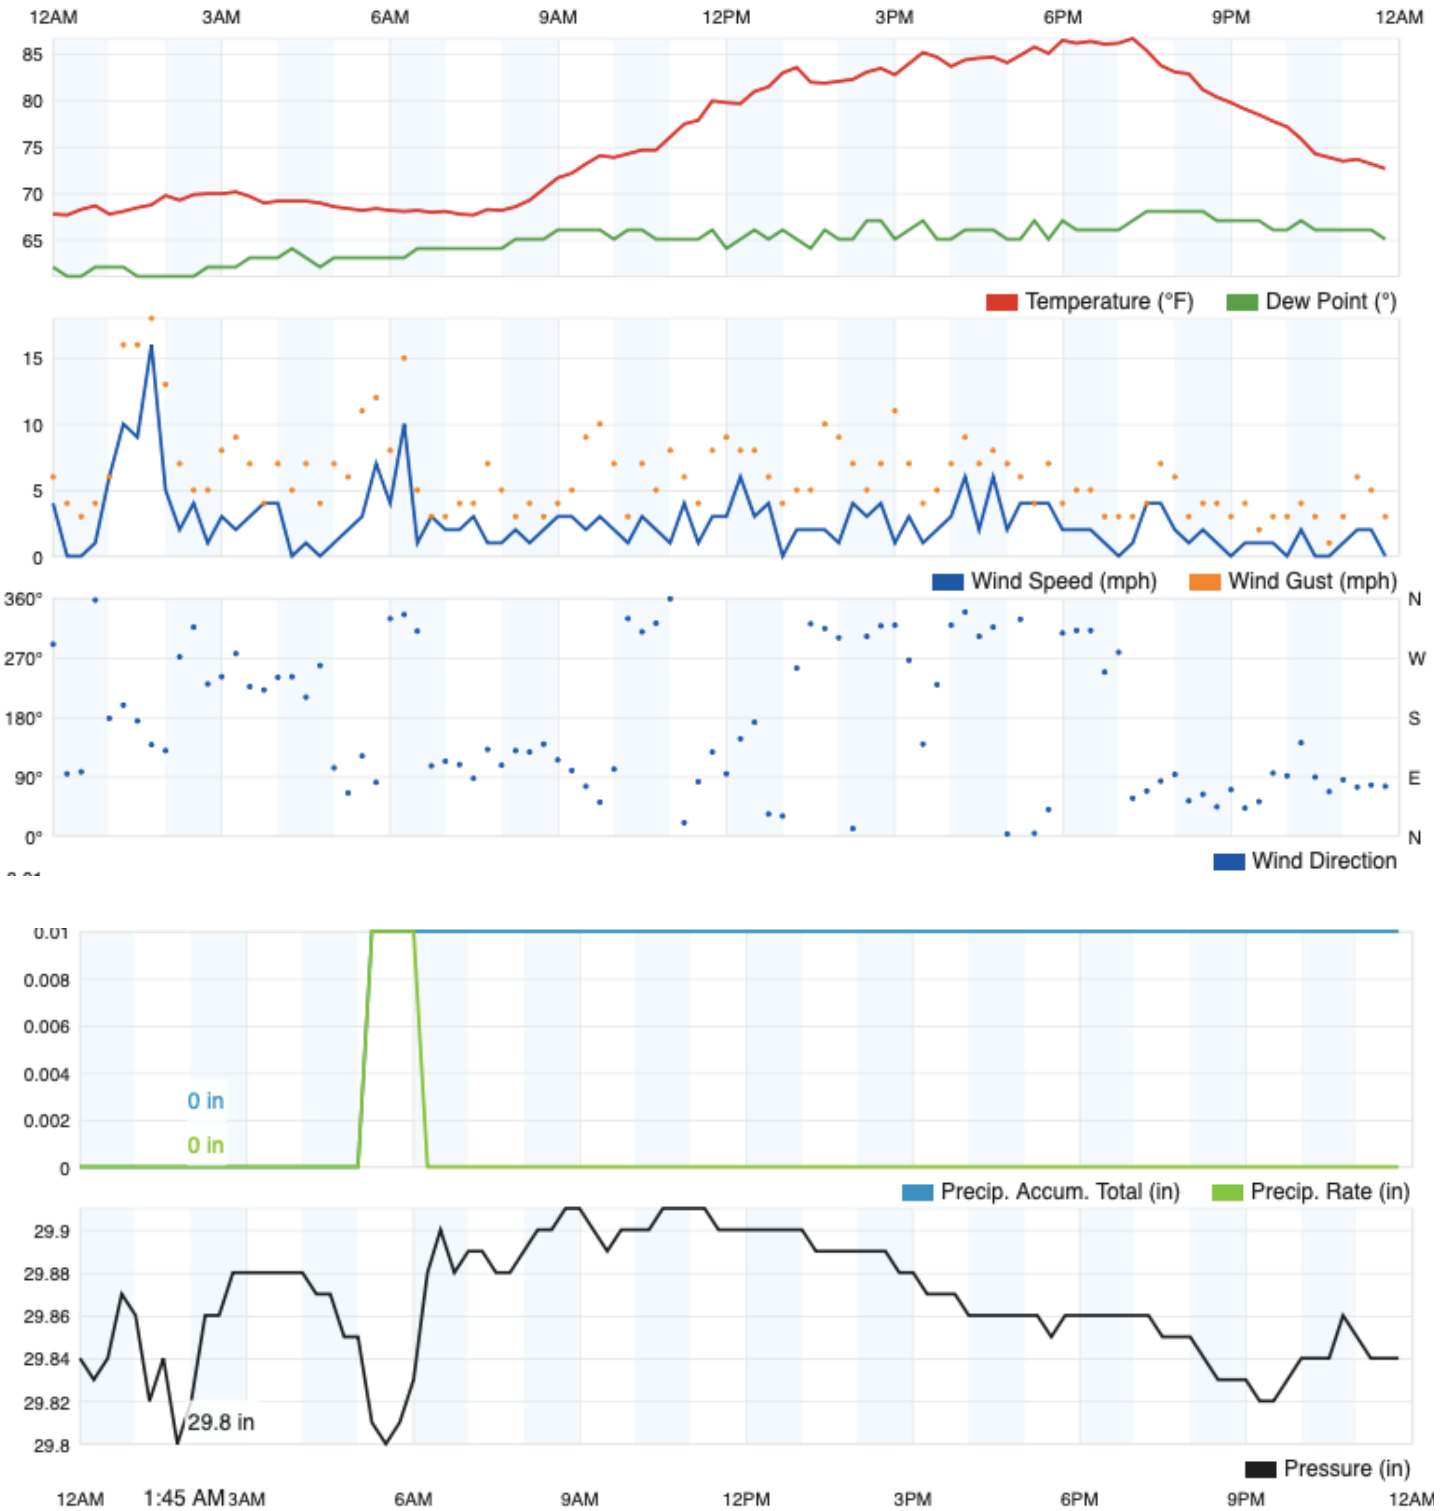 12AM 3AM 6AM 9AM 12PM 3PM 6PM 9PM 12AM
85
80
75
70
65
Temperature (°F) Dew Point (°)
15
10
5
0
Wind Speed (mph) Wind Gust (mph)
360° N
270° W
180° S
90° E
0° N
Wind Direction
0.01
0.008
0.006
0.004
0 in
0.002
0 in
0
Precip. Accum. Total (in) Precip. Rate (in)
29.9
29.88
29.86
29.84
29.82
29.8 in
29.8
Pressure (in)
12AM 1:45 AM 3AM 6AM 9AM 12PM 3PM 6PM 9PM 12AM